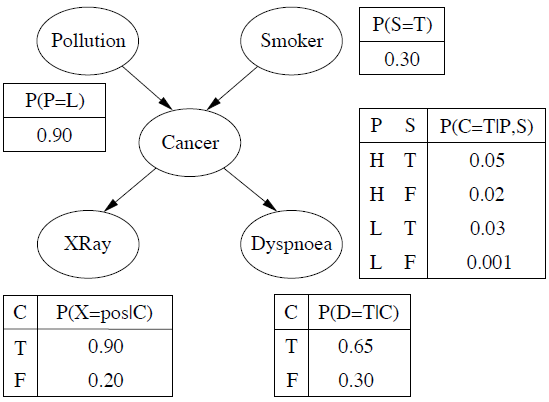 Pollution
Smoker
P(S=T)
0.30
P(P=L)
0.90
Cancer
P S P(C=T|P,S)
H T 0.05
H F 0.02
L T 0.03
L F 0.001
XRay
Dyspnoea
C P(X=pos|C)
T 0.90
F 0.20
C P(D=T|C)
T 0.65
F 0.30